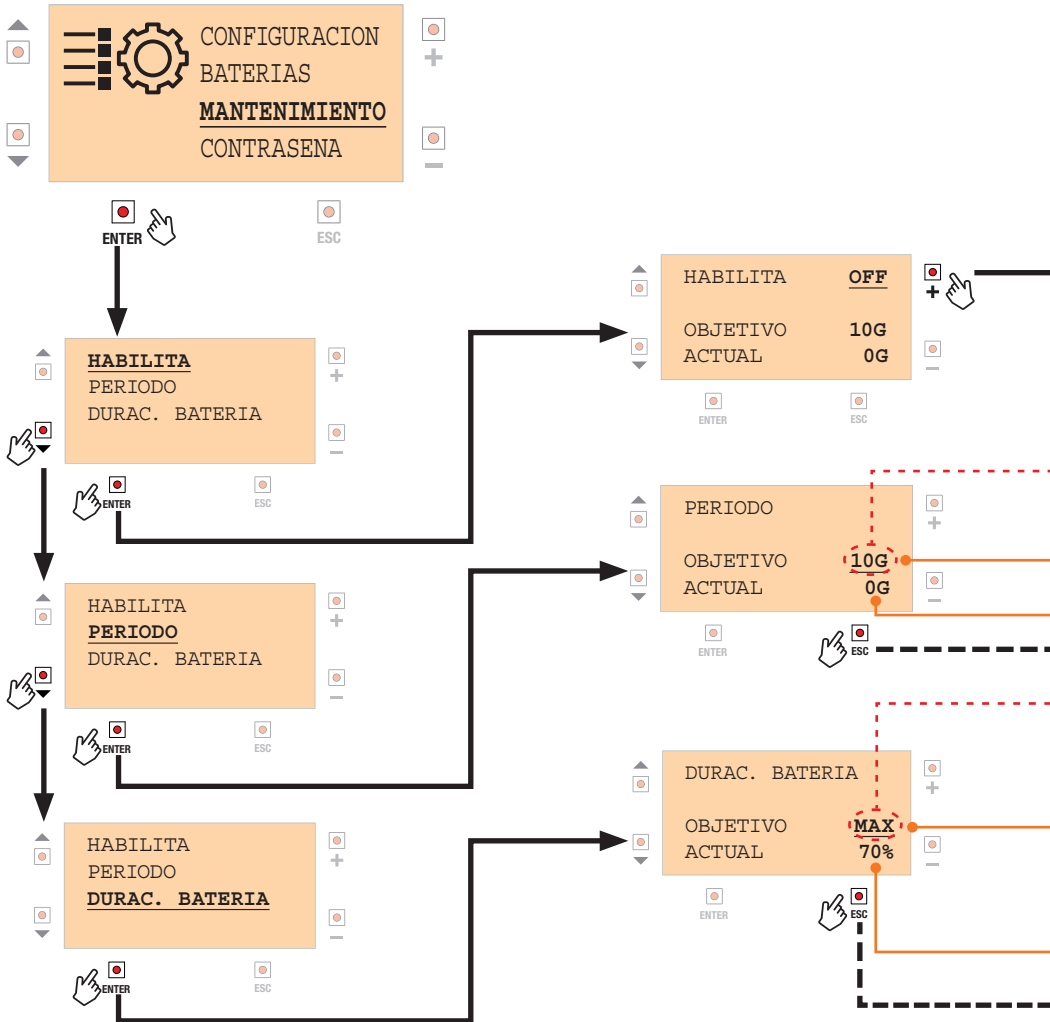 CONFIGURACION
BATERIAS
MANTENIMIENTO
CONTRASENA
+
−
ENTER
ESC
HABILITA
PERIODO
DURAC. BATERIA
+
−
ENTER
ESC
HABILITA OFF
OBJETIVO 10G
ACTUAL 0G
+
−
ENTER
ESC
HABILITA
PERIODO
DURAC. BATERIA
+
−
ENTER
ESC
PERIODO
OBJETIVO 10G
ACTUAL 0G
+
−
ENTER
ESC
HABILITA
PERIODO
DURAC. BATERIA
+
−
ENTER
ESC
DURAC. BATERIA
OBJETIVO MAX
ACTUAL 70%
+
−
ENTER
ESC